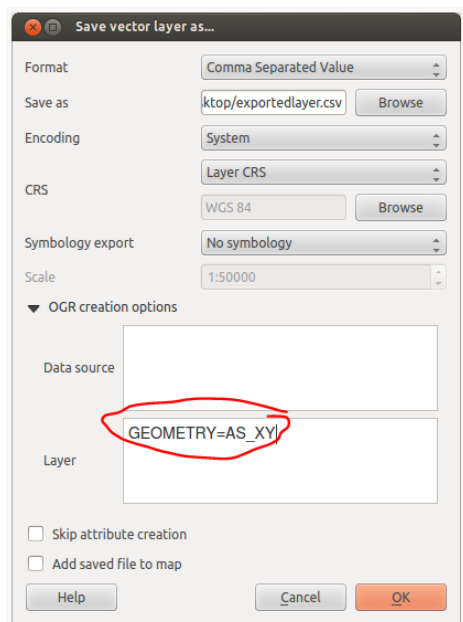 Save vector layer as...
Format Comma Separated Value
Save as ktop/exportedlayer.csv Browse
Encoding System
Layer CRS
CRS
WGS 84 Browse
Symbology export No symbology
Scale 1:50000
OGR creation options
Data source
GEOMETRY=AS_XY
Layer
Skip attribute creation
Add saved file to map
Help Cancel OK